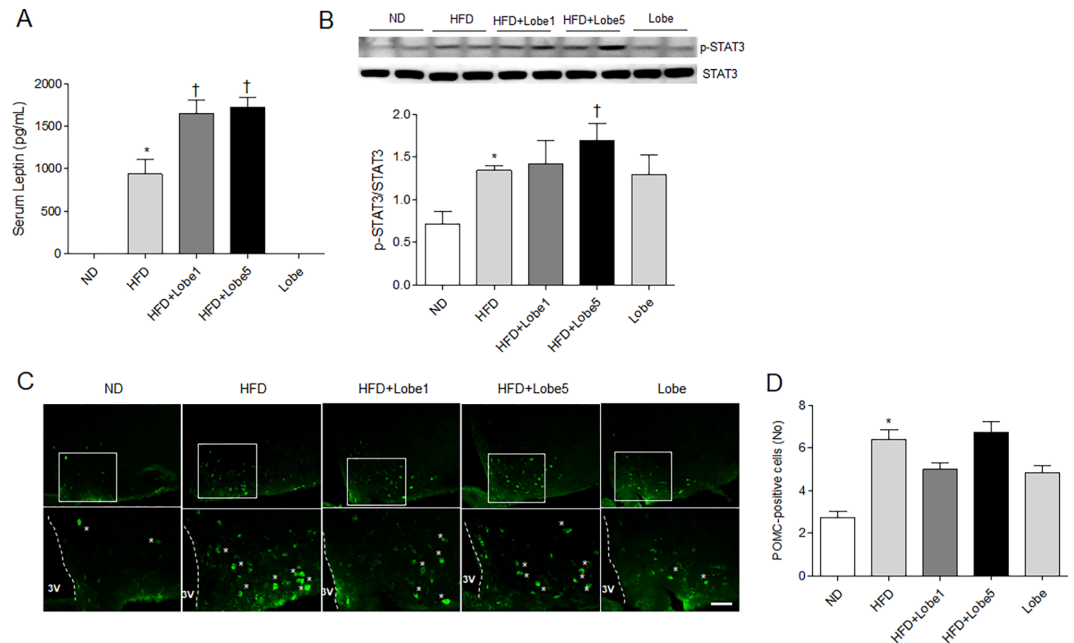 A
Serum Leptin (pg/mL)
2000
1500
1000
500
0
*
†
†
ND
HFD
HFD+Lobe1
HFD+Lobe5
Lobe
B
ND
HFD
HFD+Lobe1
HFD+Lobe5
Lobe
p-STAT3
STAT3
p-STAT3/STAT3
2.0
1.5
1.0
0.5
0.0
*
†
ND
HFD
HFD+Lobe1
HFD+Lobe5
Lobe
C
ND
HFD
HFD+Lobe1
HFD+Lobe5
Lobe
3V
3V
3V
3V
3V
D
POMC-positive cells (No)
8
6
4
2
0
*
ND
HFD
HFD+Lobe1
HFD+Lobe5
Lobe